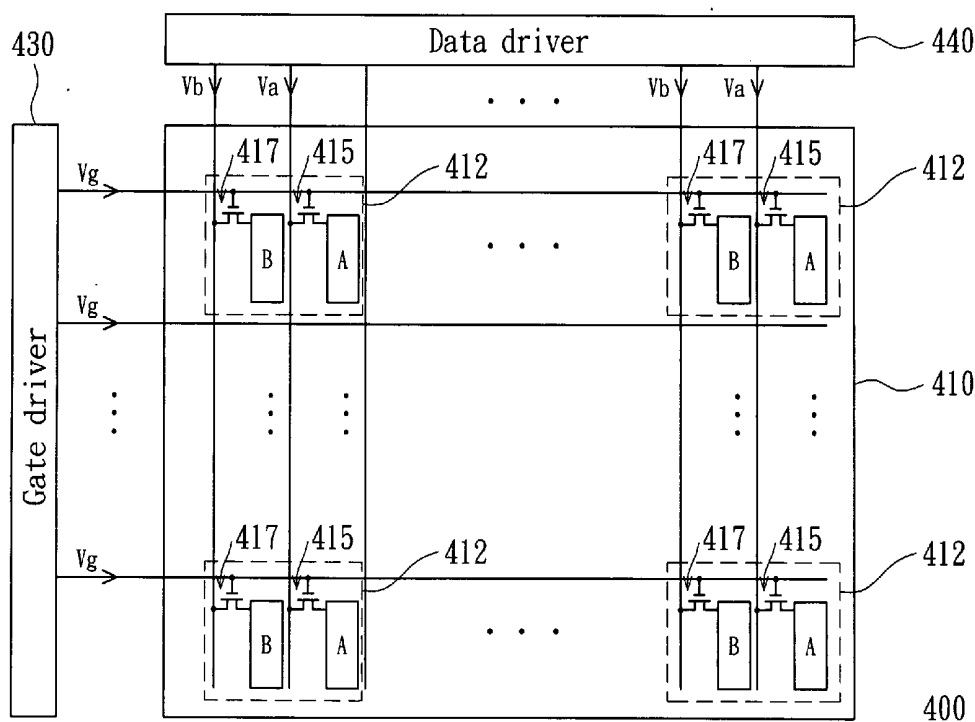 430
Data driver
440
Vb Va Vb Va
417 415 412 417 415 412
Vg
B A B A
Vg
410
Gate driver
417 415 412 417 415 412
Vg
B A B A
400